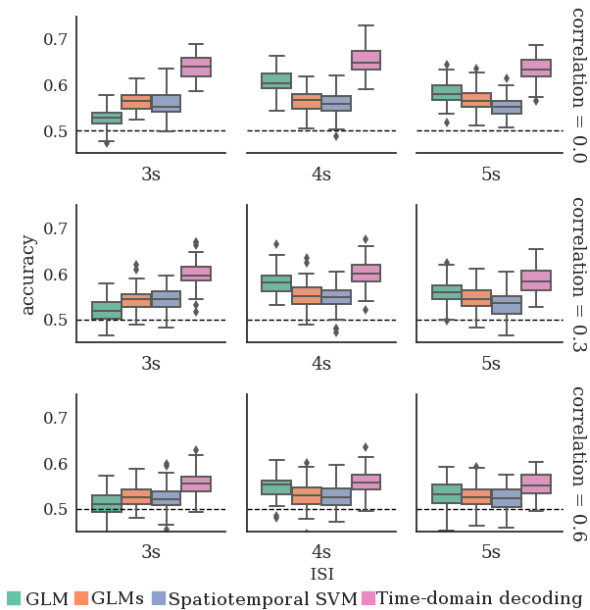 0.7
0.6
0.5
3s
4s
5s
correlation = 0.0
0.7
0.6
0.5
accuracy
3s
4s
5s
correlation = 0.3
0.7
0.6
0.5
3s
4s
5s
correlation = 0.6
ISI
GLM GLMs Spatiotemporal SVM Time-domain decoding